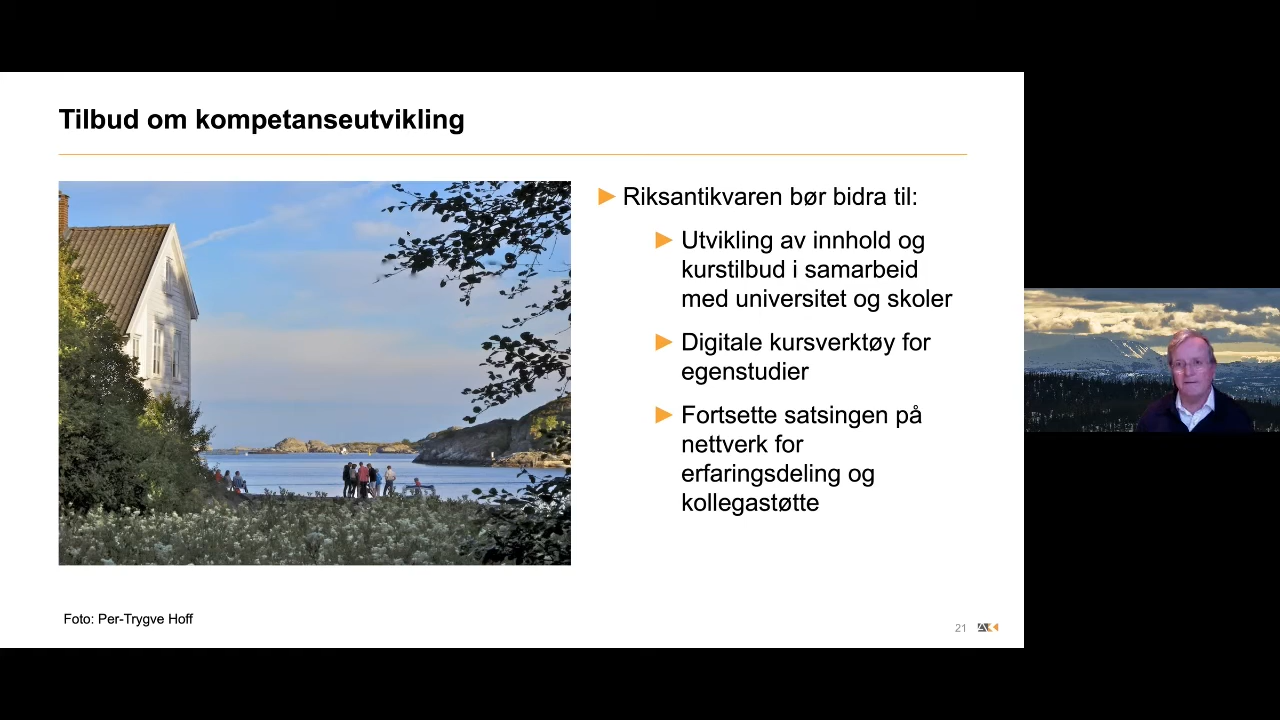 Tilbud om kompetanseutvikling
Riksantikvaren bør bidra til:
Utvikling av innhold og
kurstilbud i samarbeid
med universitet og skoler
Digitale kursverktøy for
egenstudier
Fortsette satsingen på
nettverk for
erfaringsdeling og
kollegastøtte
Foto: Per-Trygve Hoff
21